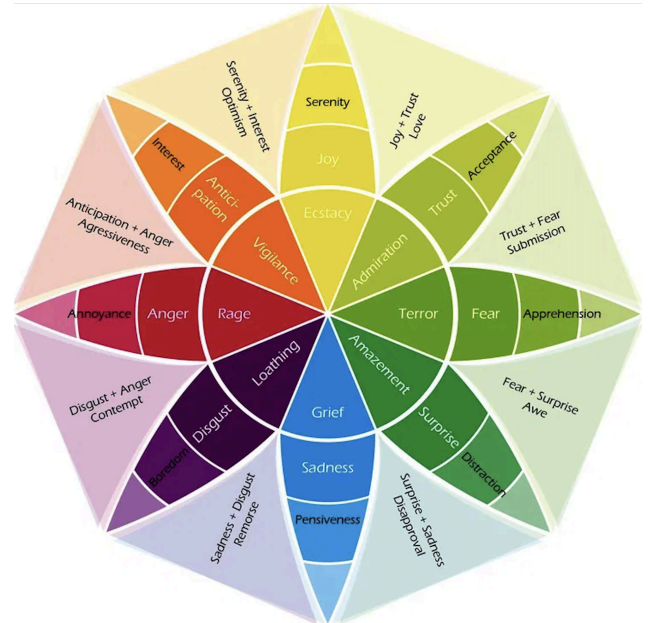 Serenity + Interest
Optimism
Serenity
Joy
Ecstacy
Joy + Trust
Love
Interest
Antici-
pation
Vigilance
Acceptance
Trust
Admiration
Anticipation + Anger
Agressiveness
Trust + Fear
Submission
Annoyance
Anger
Rage
Terror
Fear
Apprehension
Loathing
Disgust
Boredom
Disgust + Anger
Contempt
Amazement
Surprise
Distraction
Fear + Surprise
Awe
Grief
Sadness
Pensiveness
Sadness + Disgust
Remorse
Surprise + Sadness
Disapproval